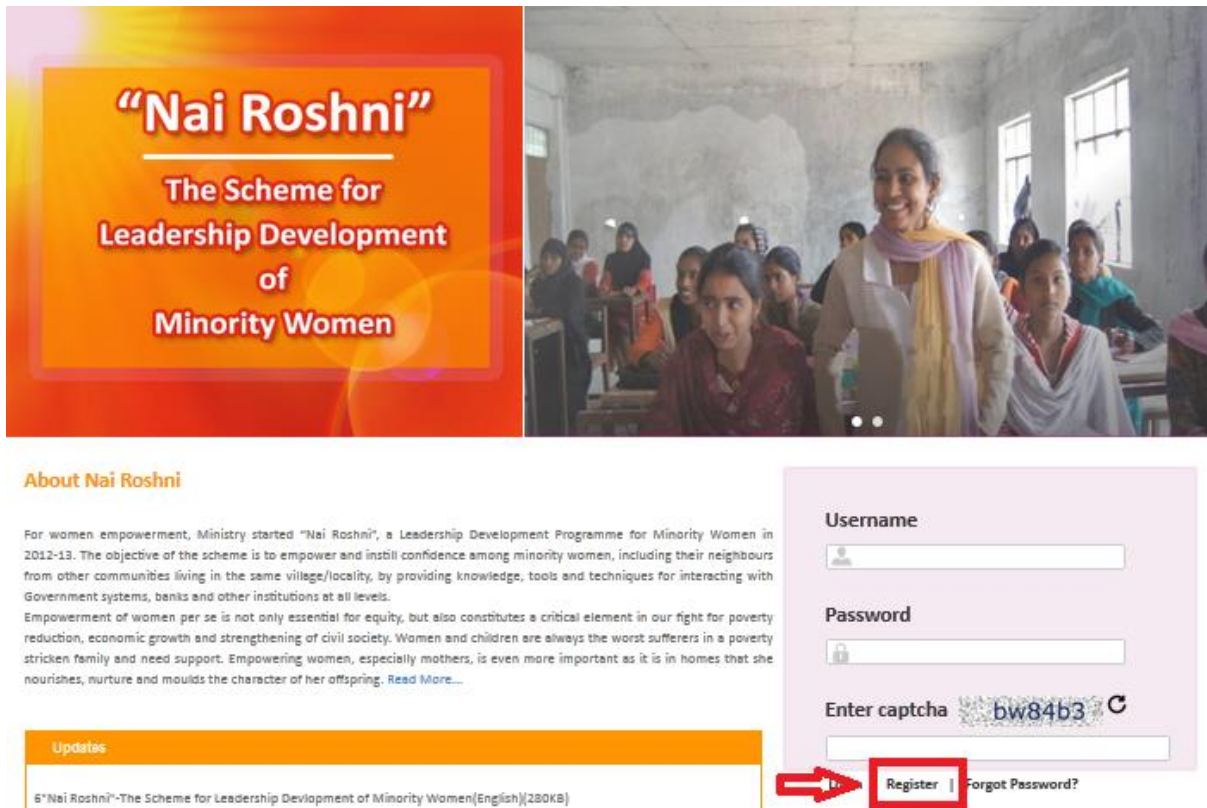 “Nai Roshni”
The Scheme for
Leadership Development
of
Minority Women
About Nai Roshni
For women empowerment, Ministry started "Nai Roshni", a Leadership Development Programme for Minority Women in
2012-13. The objective of the scheme is to empower and instill confidence among minority women, including their neighbours
from other communities living in the same village/locality, by providing knowledge, tools and techniques for interacting with
Government systems, banks and other institutions at all levels.
Empowerment of women per se is not only essential for equity, but also constitutes a critical element in our fight for poverty
reduction, economic growth and strengthening of civil society. Women and children are always the worst sufferers in a poverty
stricken family and need support. Empowering women, especially mothers, is even more important as it is in homes that she
nourishes, nurture and moulds the character of her offspring. Read More...
Updates
6"Nai Roshni"-The Scheme for Leadership Devlopment of Minority Women(English)(280KB)
Username
Password
Enter captcha bw84b3
Register | Forgot Password?